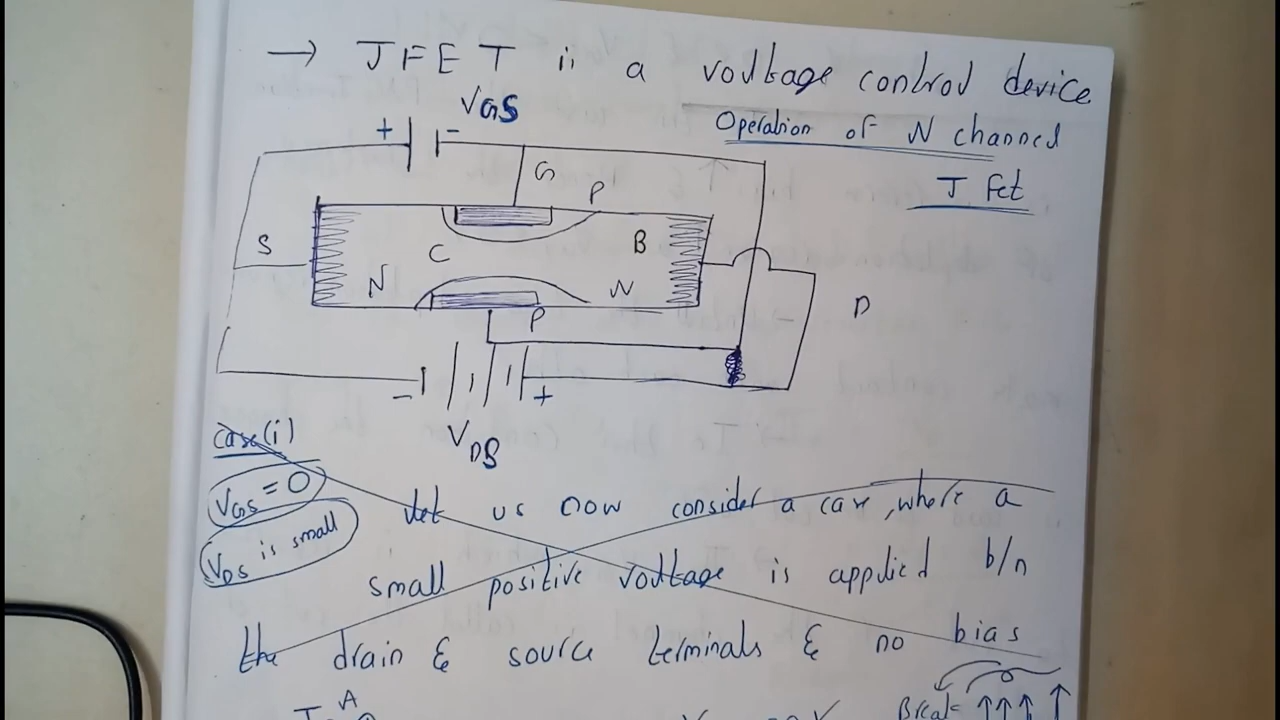 → JFET is a voltage control device
Operation of N channel
J Fet
VGS
+ -
G
P
S
C
B
N
N
P
D
- +
VDS
case(i)
VGS = 0
VDS is small
let us now consider a case, where a
small positive voltage is applied b/n
the drain & source terminals & no bias
Break- ↑↑↑ ↑